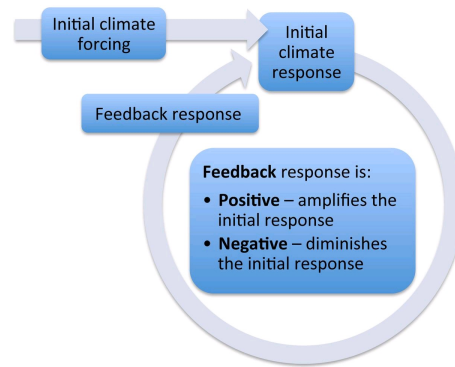 Initial climate
forcing
Initial
climate
response
Feedback response
Feedback response is:
• Positive – amplifies the
initial response
• Negative – diminishes
the initial response